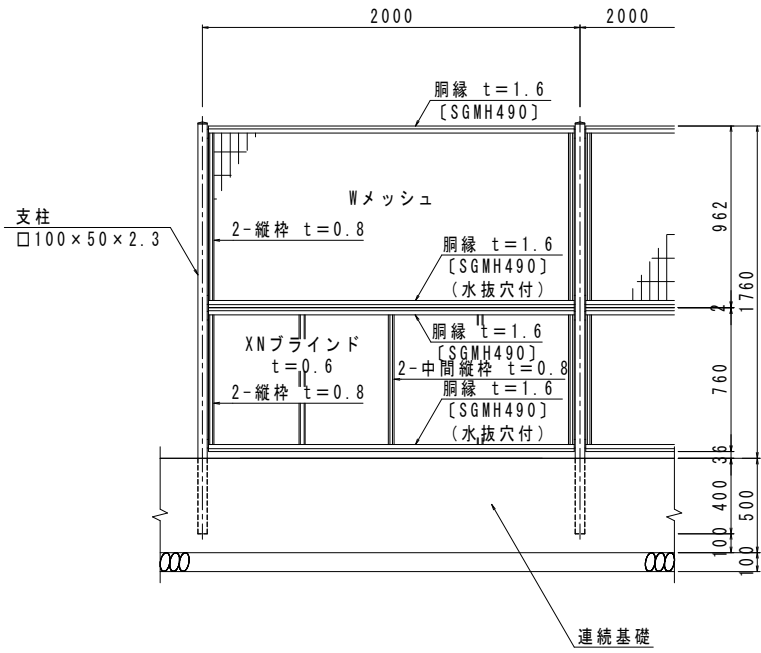 2000
2000
胴縁 t=1.6
〔SGMH490〕
Wメッシュ
支柱
□100×50×2.3
2-縦枠 t=0.8
胴縁 t=1.6
〔SGMH490〕
(水抜穴付)
962
2
1760
XNブラインド
t=0.6
2-縦枠 t=0.8
胴縁 t=1.6
〔SGMH490〕
2-中間縦枠 t=0.8
胴縁 t=1.6
〔SGMH490〕
(水抜穴付)
760
36
400
500
100
100
連続基礎